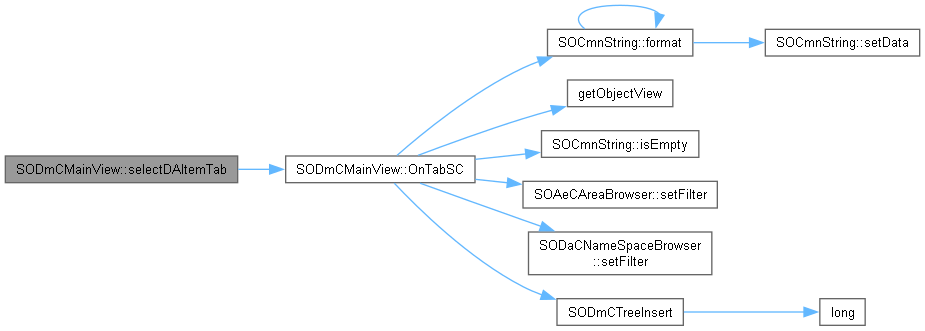 SODmCMainView::selectDAItemTab
SODmCMainView::OnTabSC
SOCmnString::format
SOCmnString::setData
getObjectView
SOCmnString::isEmpty
SOAeCAreaBrowser::setFilter
SODaCNameSpaceBrowser
::setFilter
SODmCTreeInsert
long